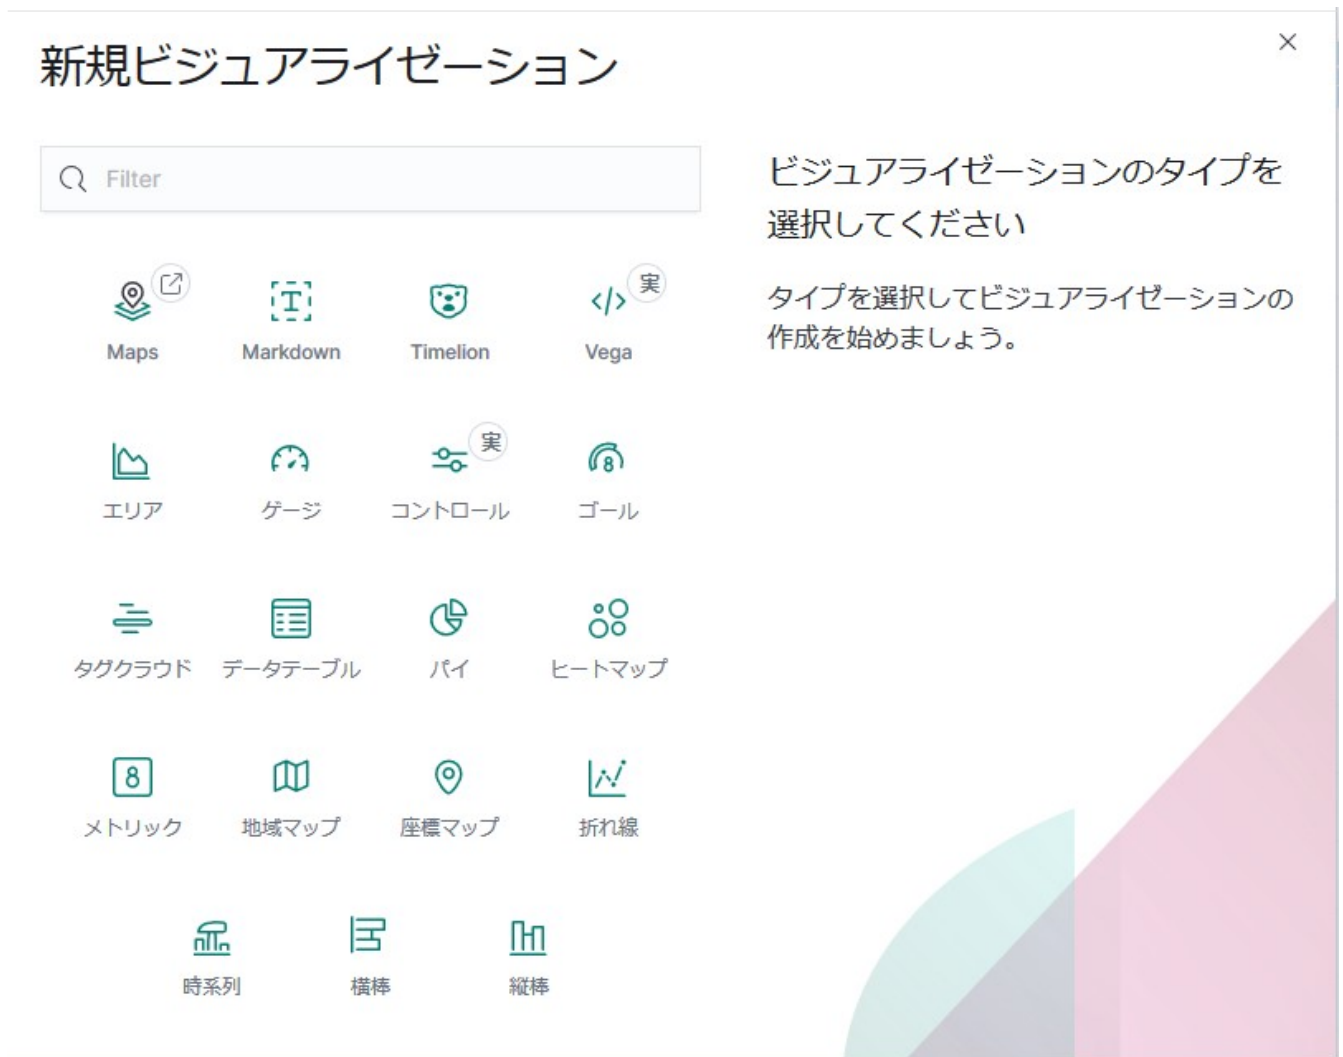 新規ビジュアライゼーション
Filter
ビジュアライゼーションのタイプを
選択してください
タイプを選択してビジュアライゼーションの
作成を始めましょう。
実
Maps Markdown Timelion Vega
実
エリア ゲージ コントロール ゴール
タグクラウド データテーブル パイ ヒートマップ
8
メトリック 地域マップ 座標マップ 折れ線
時系列 横棒 縦棒